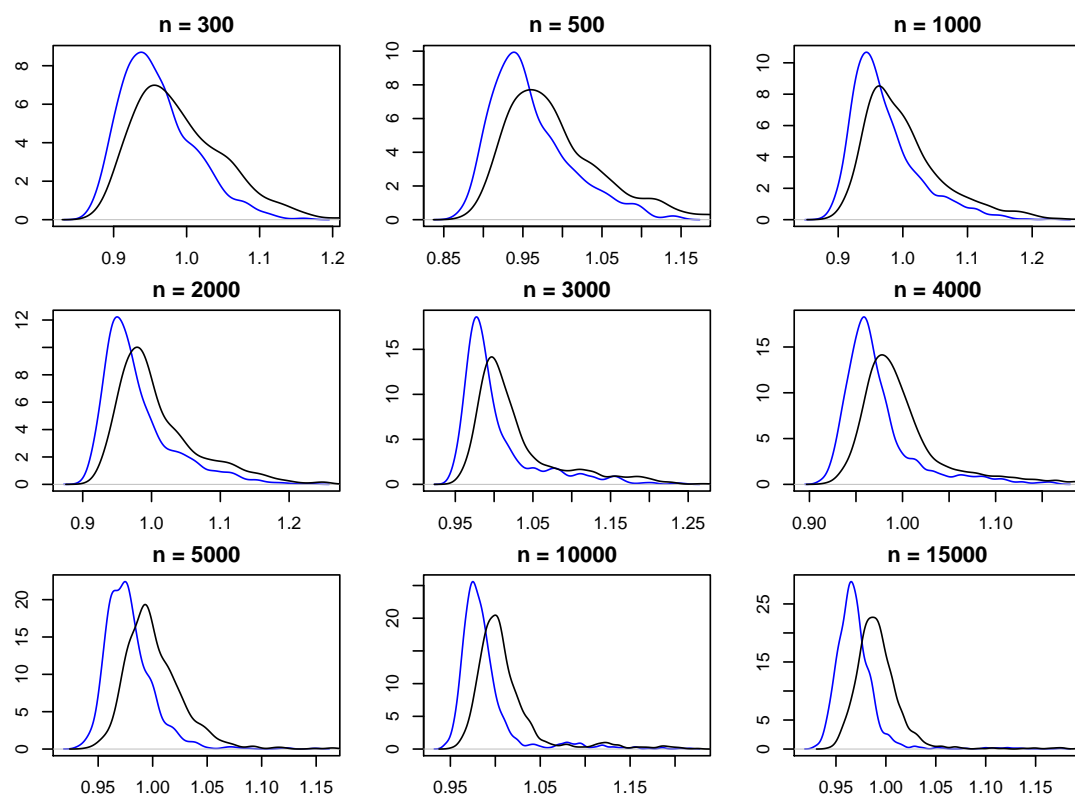 n = 300
n = 500
n = 1000
0 2 4 6 8
0.9 1.0 1.1 1.2
0 2 4 6 8 10
0.85 0.95 1.05 1.15
0 2 4 6 8 10
0.9 1.0 1.1 1.2
n = 2000
n = 3000
n = 4000
0 2 4 6 8 10 12
0.9 1.0 1.1 1.2
0 5 10 15
0.95 1.05 1.15 1.25
0 5 10 15
0.90 1.00 1.10
n = 5000
n = 10000
n = 15000
0 5 10 15 20
0.95 1.00 1.05 1.10 1.15
0 5 10 20
0.95 1.05 1.15
0 5 15 25
0.95 1.00 1.05 1.10 1.15